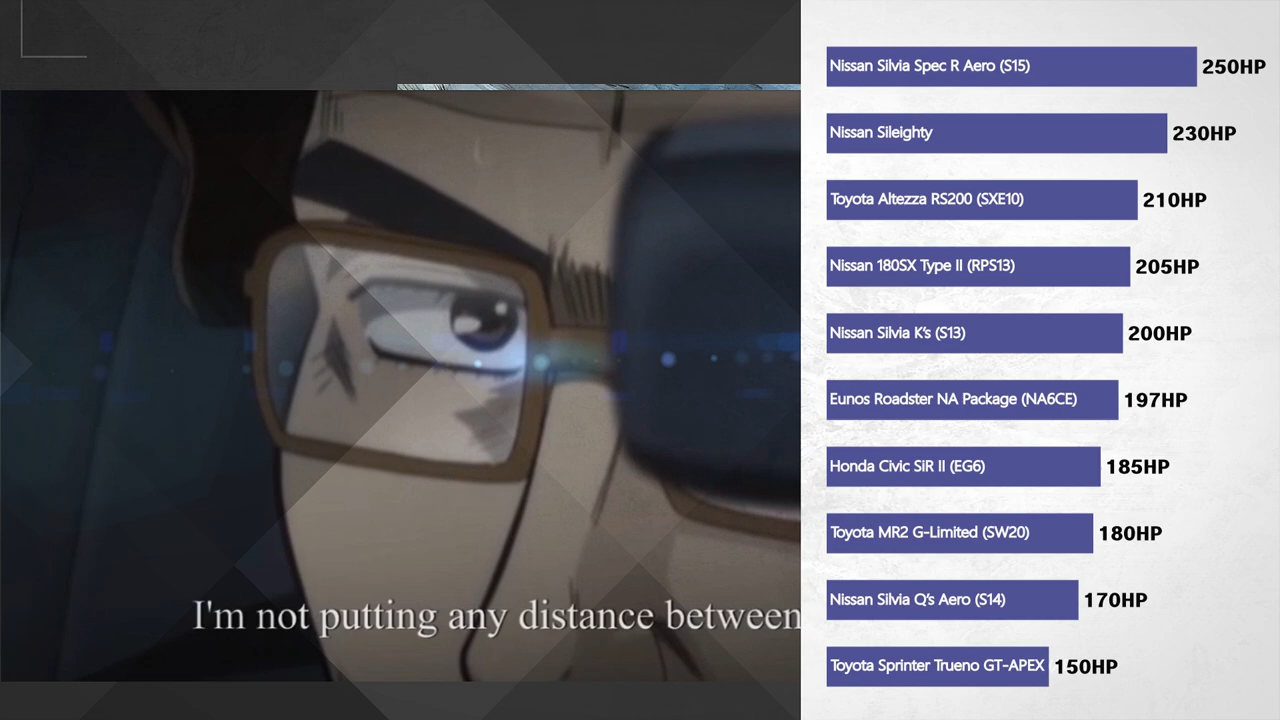 Nissan Silvia Spec R Aero (S15) 250HP
Nissan Sileighty 230HP
Toyota Altezza RS200 (SXE10) 210HP
Nissan 180SX Type II (RPS13) 205HP
Nissan Silvia K's (S13) 200HP
Eunos Roadster NA Package (NA6CE) 197HP
Honda Civic SiR II (EG6) 185HP
Toyota MR2 G-Limited (SW20) 180HP
Nissan Silvia Q's Aero (S14) 170HP
Toyota Sprinter Trueno GT-APEX 150HP
I'm not putting any distance between